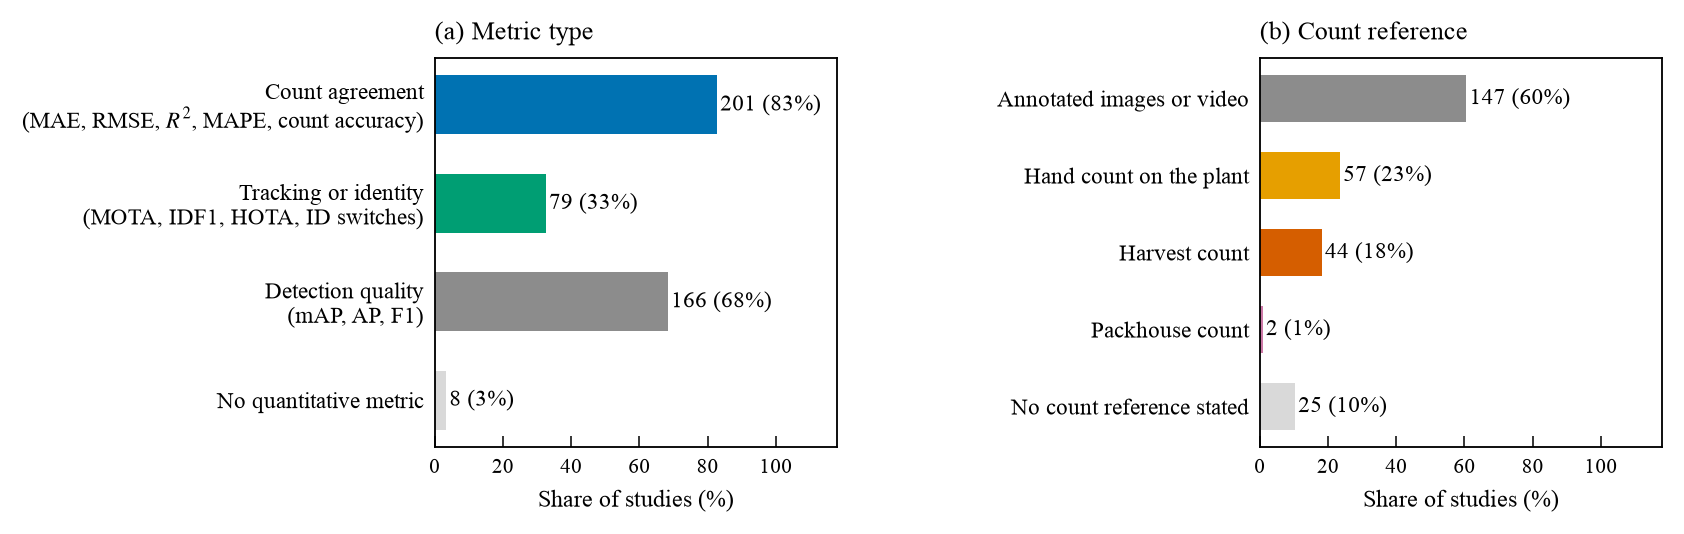 (a) Metric type
Count agreement
(MAE, RMSE, R², MAPE, count accuracy)
201 (83%)
Tracking or identity
(MOTA, IDF1, HOTA, ID switches)
79 (33%)
Detection quality
(mAP, AP, F1)
166 (68%)
No quantitative metric
8 (3%)
0 20 40 60 80 100
Share of studies (%)
(b) Count reference
Annotated images or video
147 (60%)
Hand count on the plant
57 (23%)
Harvest count
44 (18%)
Packhouse count
2 (1%)
No count reference stated
25 (10%)
0 20 40 60 80 100
Share of studies (%)